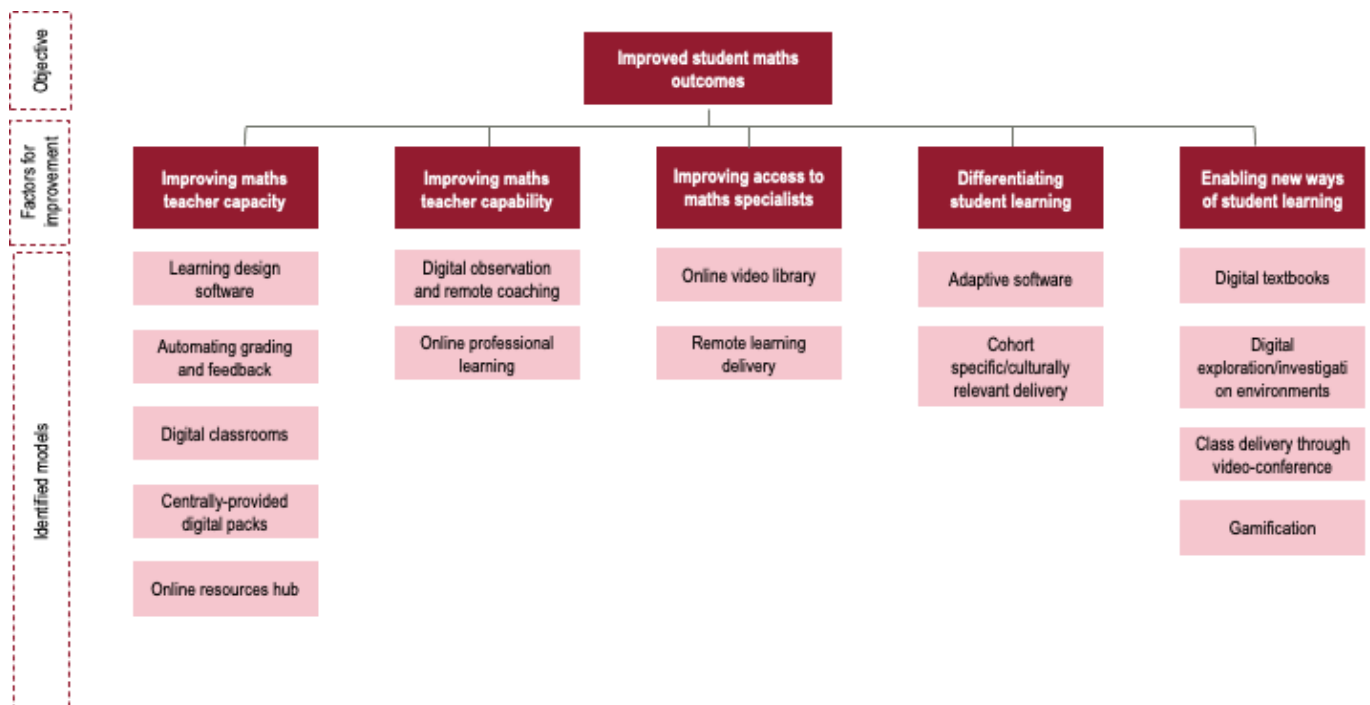 Objective
Improved student maths
outcomes
Factors for
improvement
Improving maths
teacher capacity
Improving maths
teacher capability
Improving access to
maths specialists
Differentiating
student learning
Enabling new ways
of student learning
Identified models
Learning design
software
Automating grading
and feedback
Digital classrooms
Centrally-provided
digital packs
Online resources hub
Digital observation
and remote coaching
Online professional
learning
Online video library
Remote learning
delivery
Adaptive software
Cohort
specific/culturally
relevant delivery
Digital textbooks
Digital
exploration/investigati
on environments
Class delivery through
video-conference
Gamification